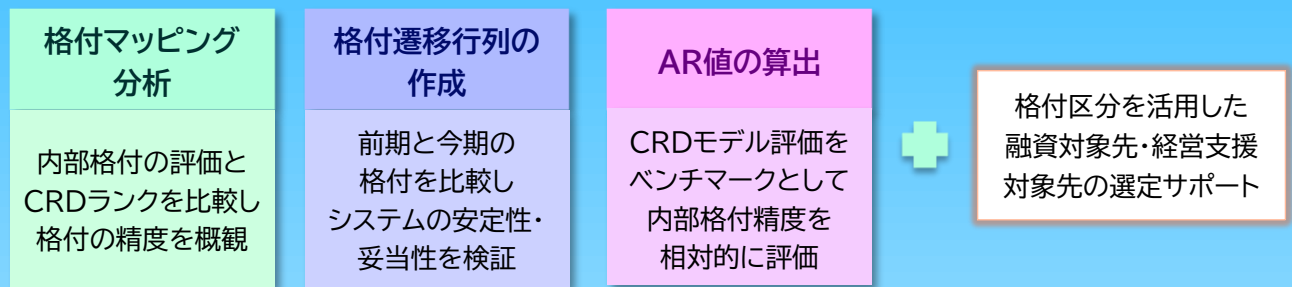 格付マッピング
分析
内部格付の評価と
CRDランクを比較し
格付の精度を概観
格付遷移行列の
作成
前期と今期の
格付を比較し
システムの安定性・
妥当性を検証
AR値の算出
CRDモデル評価を
ベンチマークとして
内部格付精度を
相対的に評価
格付区分を活用した
融資対象先・経営支援
対象先の選定サポート